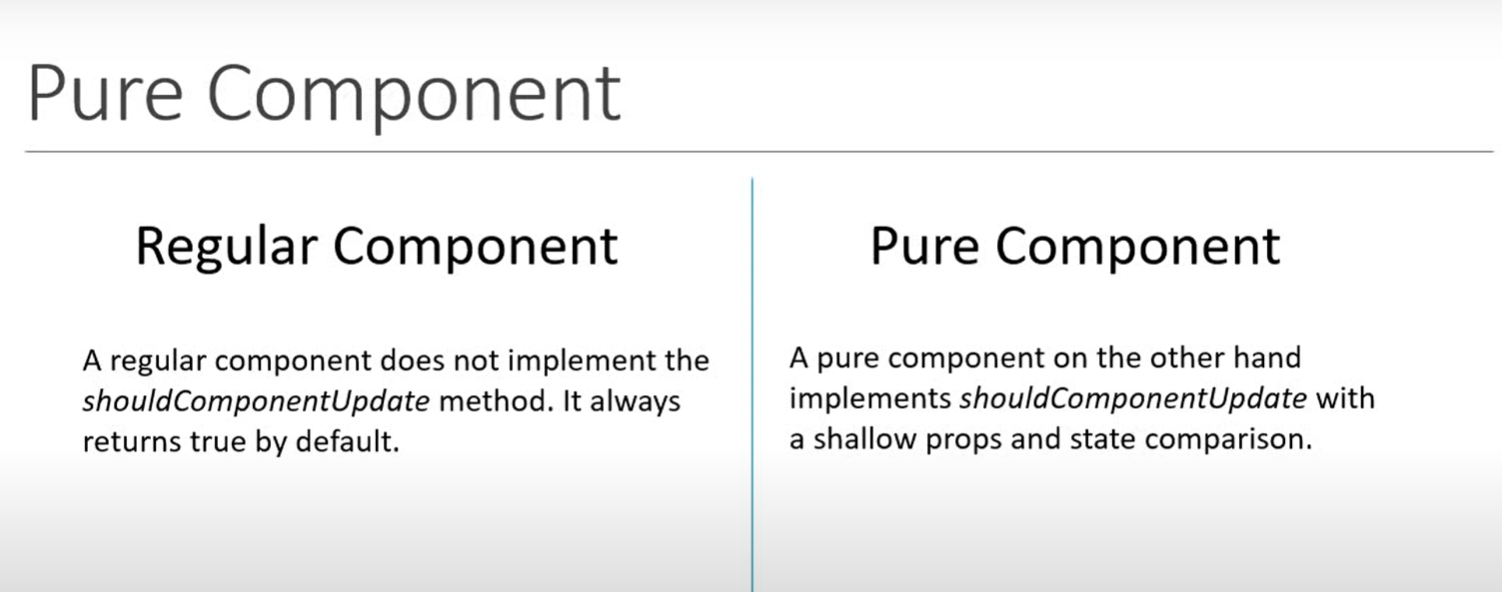 Pure Component
Regular Component
A regular component does not implement the
shouldComponentUpdate method. It always
returns true by default.
Pure Component
A pure component on the other hand
implements shouldComponentUpdate with
a shallow props and state comparison.